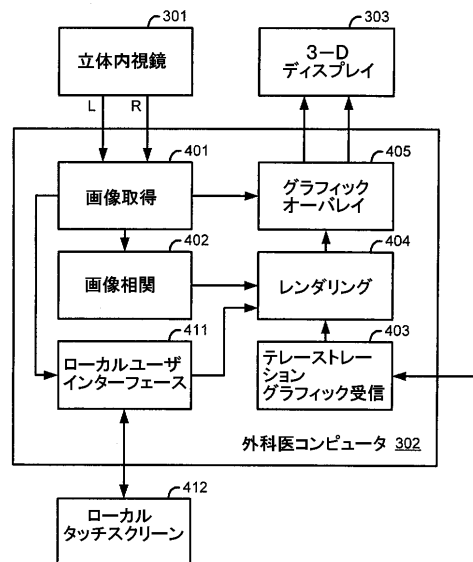 301
立体内視鏡
L
R
303
3-D
ディスプレイ
401
画像取得
405
グラフィック
オーバレイ
402
画像相関
404
レンダリング
411
ローカルユーザ
インターフェース
403
テレーストレー
ション
グラフィック受信
外科医コンピュータ 302
412
ローカル
タッチスクリーン